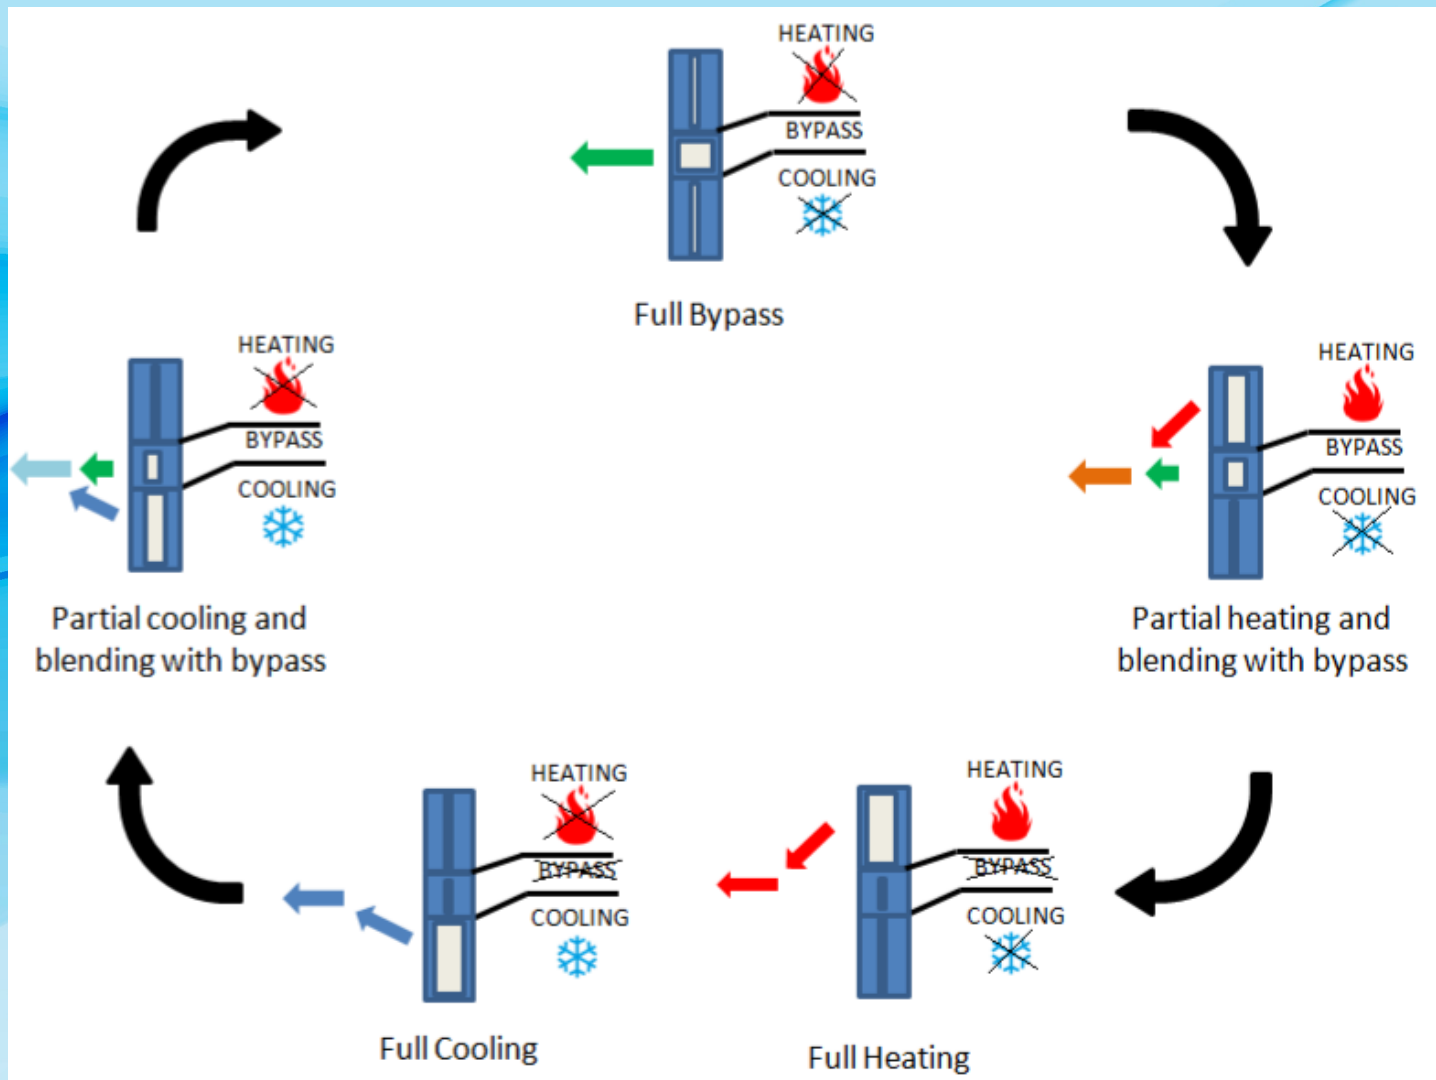 HEATING
BYPASS
COOLING
Full Bypass
HEATING
BYPASS
COOLING
Partial cooling and
blending with bypass
HEATING
BYPASS
COOLING
Partial heating and
blending with bypass
HEATING
BYPASS
COOLING
Full Cooling
HEATING
BYPASS
COOLING
Full Heating